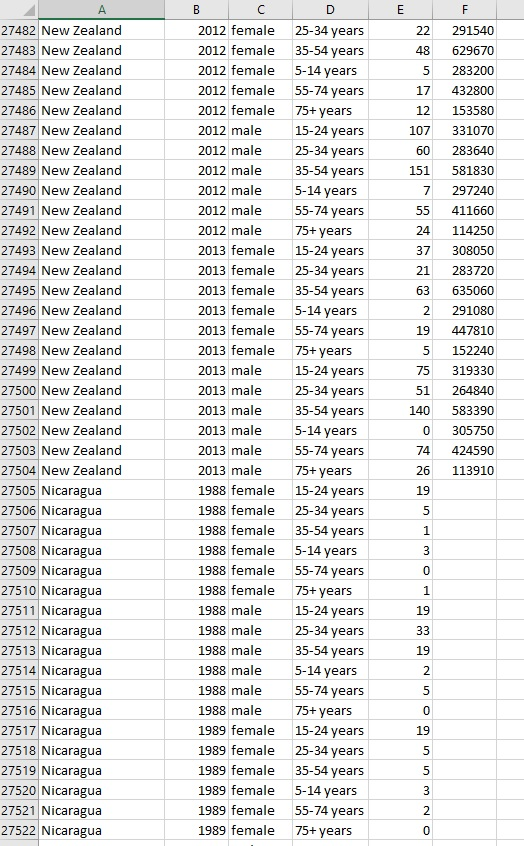 A B C D E F
27482 New Zealand 2012 female 25-34 years 22 291540
27483 New Zealand 2012 female 35-54 years 48 629670
27484 New Zealand 2012 female 5-14 years 5 283200
27485 New Zealand 2012 female 55-74 years 17 432800
27486 New Zealand 2012 female 75+ years 12 153580
27487 New Zealand 2012 male 15-24 years 107 331070
27488 New Zealand 2012 male 25-34 years 60 283640
27489 New Zealand 2012 male 35-54 years 151 581830
27490 New Zealand 2012 male 5-14 years 7 297240
27491 New Zealand 2012 male 55-74 years 55 411660
27492 New Zealand 2012 male 75+ years 24 114250
27493 New Zealand 2013 female 15-24 years 37 308050
27494 New Zealand 2013 female 25-34 years 21 283720
27495 New Zealand 2013 female 35-54 years 63 635060
27496 New Zealand 2013 female 5-14 years 2 291080
27497 New Zealand 2013 female 55-74 years 19 447810
27498 New Zealand 2013 female 75+ years 5 152240
27499 New Zealand 2013 male 15-24 years 75 319330
27500 New Zealand 2013 male 25-34 years 51 264840
27501 New Zealand 2013 male 35-54 years 140 583390
27502 New Zealand 2013 male 5-14 years 0 305750
27503 New Zealand 2013 male 55-74 years 74 424590
27504 New Zealand 2013 male 75+ years 26 113910
27505 Nicaragua 1988 female 15-24 years 19
27506 Nicaragua 1988 female 25-34 years 5
27507 Nicaragua 1988 female 35-54 years 1
27508 Nicaragua 1988 female 5-14 years 3
27509 Nicaragua 1988 female 55-74 years 0
27510 Nicaragua 1988 female 75+ years 1
27511 Nicaragua 1988 male 15-24 years 19
27512 Nicaragua 1988 male 25-34 years 33
27513 Nicaragua 1988 male 35-54 years 19
27514 Nicaragua 1988 male 5-14 years 2
27515 Nicaragua 1988 male 55-74 years 5
27516 Nicaragua 1988 male 75+ years 0
27517 Nicaragua 1989 female 15-24 years 19
27518 Nicaragua 1989 female 25-34 years 5
27519 Nicaragua 1989 female 35-54 years 5
27520 Nicaragua 1989 female 5-14 years 3
27521 Nicaragua 1989 female 55-74 years 2
27522 Nicaragua 1989 female 75+ years 0